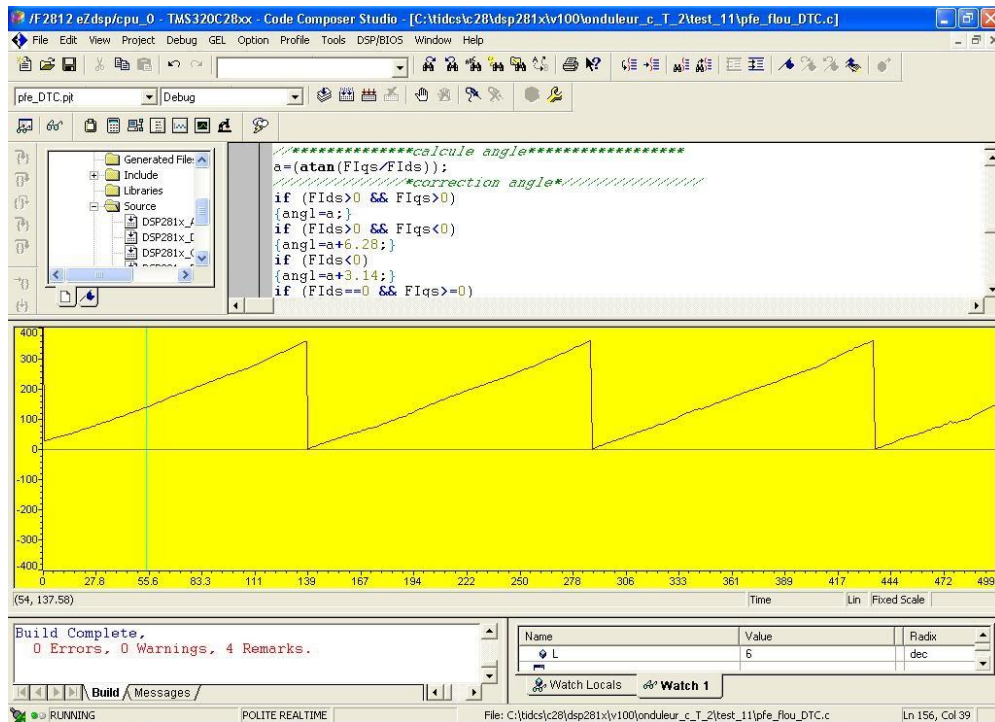 /F2812 eZdsp/cpu_0 - TMS320C28xx - Code Composer Studio - [C:\tidcs\c28\dsp281x\v100\onduleur_c_T_2\test_11\pfe_flou_DTC.c]
File Edit View Project Debug GEL Option Profile Tools DSP/BIOS Window Help
pfe_DTC.pjt Debug
Generated File:
Include
Libraries
Source
DSP281x_
DSP281x_
DSP281x_
//**************calcule angle******************
a=(atan(FIqs/FIds));
////////////////*correction angle*/////////////////
if (FIds>0 && FIqs>0)
{angl=a;}
if (FIds>0 && FIqs<0)
{angl=a+6.28;}
if (FIds<0)
{angl=a+3.14;}
if (FIds==0 && FIqs>=0)
400
300
200
100
0
-100
-200
-300
-400
0 27.8 55.6 83.3 111 139 167 194 222 250 278 306 333 361 389 417 444 472 499
(54, 137.58) Time Lin Fixed Scale
Build Complete,
0 Errors, 0 Warnings, 4 Remarks.
Build Messages
Name Value Radix
L 6 dec
Watch Locals Watch 1
RUNNING POLITE REALTIME File: C:\tidcs\c28\dsp281x\v100\onduleur_c_T_2\test_11\pfe_flou_DTC.c Ln 156, Col 39